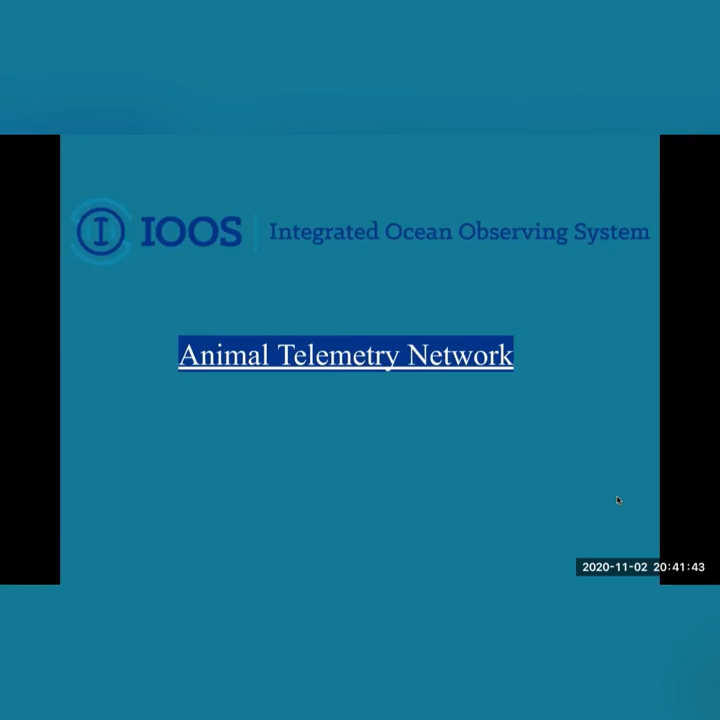 IOOS
Integrated Ocean Observing System
Animal Telemetry Network
2020-11-02 20:41:43